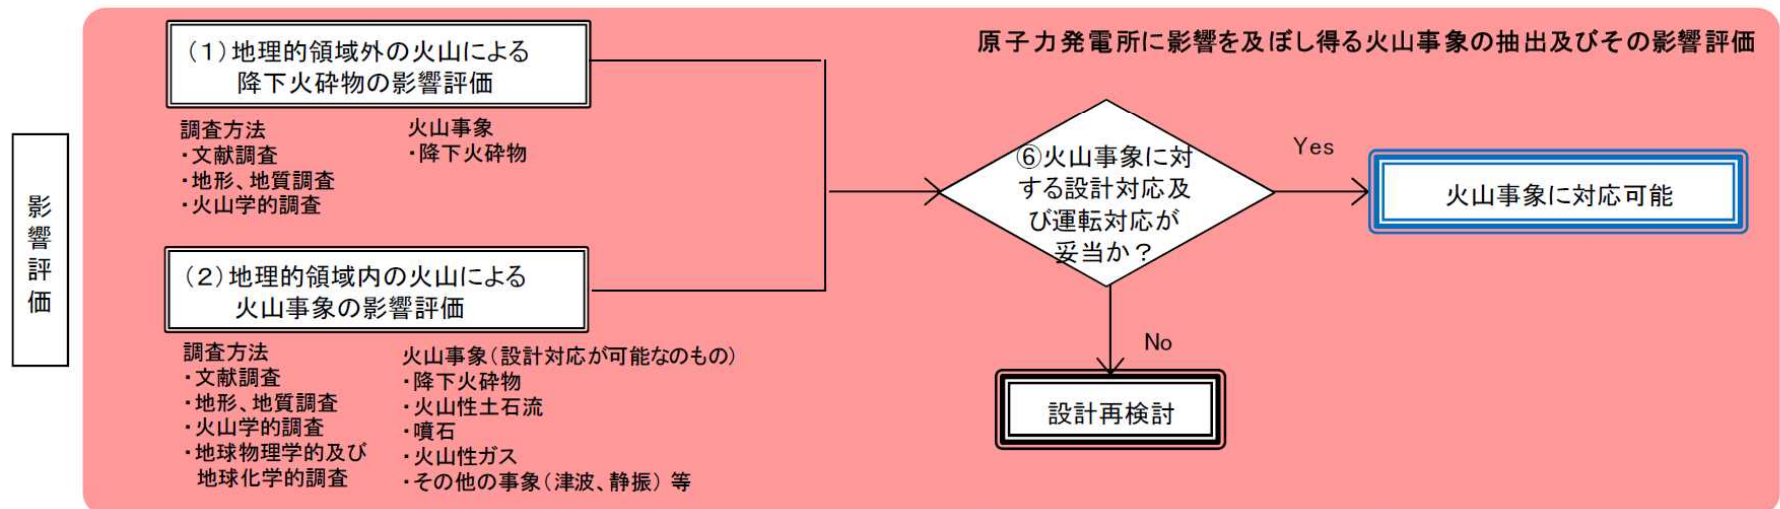 原子力発電所に影響を及ぼし得る火山事象の抽出及びその影響評価
影響評価
(1)地理的領域外の火山による
降下火砕物の影響評価
調査方法
・文献調査
・地形、地質調査
・火山学的調査
火山事象
・降下火砕物
(2)地理的領域内の火山による
火山事象の影響評価
調査方法
・文献調査
・地形、地質調査
・火山学的調査
・地球物理学的及び
地球化学的調査
火山事象(設計対応が可能なのもの)
・降下火砕物
・火山性土石流
・噴石
・火山性ガス
・その他の事象(津波、静振) 等
⑥火山事象に対
する設計対応及
び運転対応が
妥当か?
Yes
火山事象に対応可能
No
設計再検討